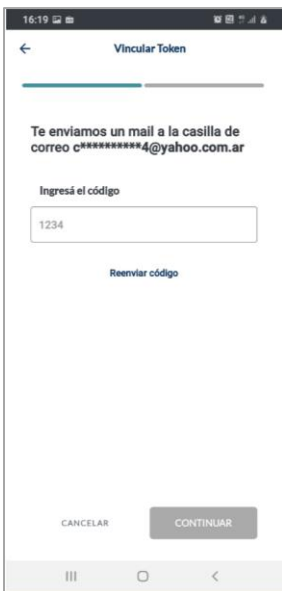 16:19
Vincular Token
Te enviamos un mail a la casilla de
correo c**********4@yahoo.com.ar
Ingresá el código
1234
Reenviar código
CANCELAR CONTINUAR